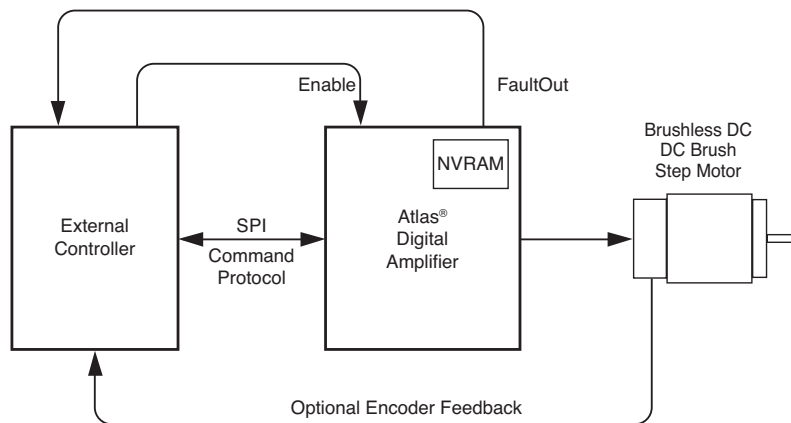 Enable
FaultOut
Brushless DC
DC Brush
Step Motor
NVRAM
External
Controller
SPI
Command
Protocol
Atlas®
Digital
Amplifier
Optional Encoder Feedback